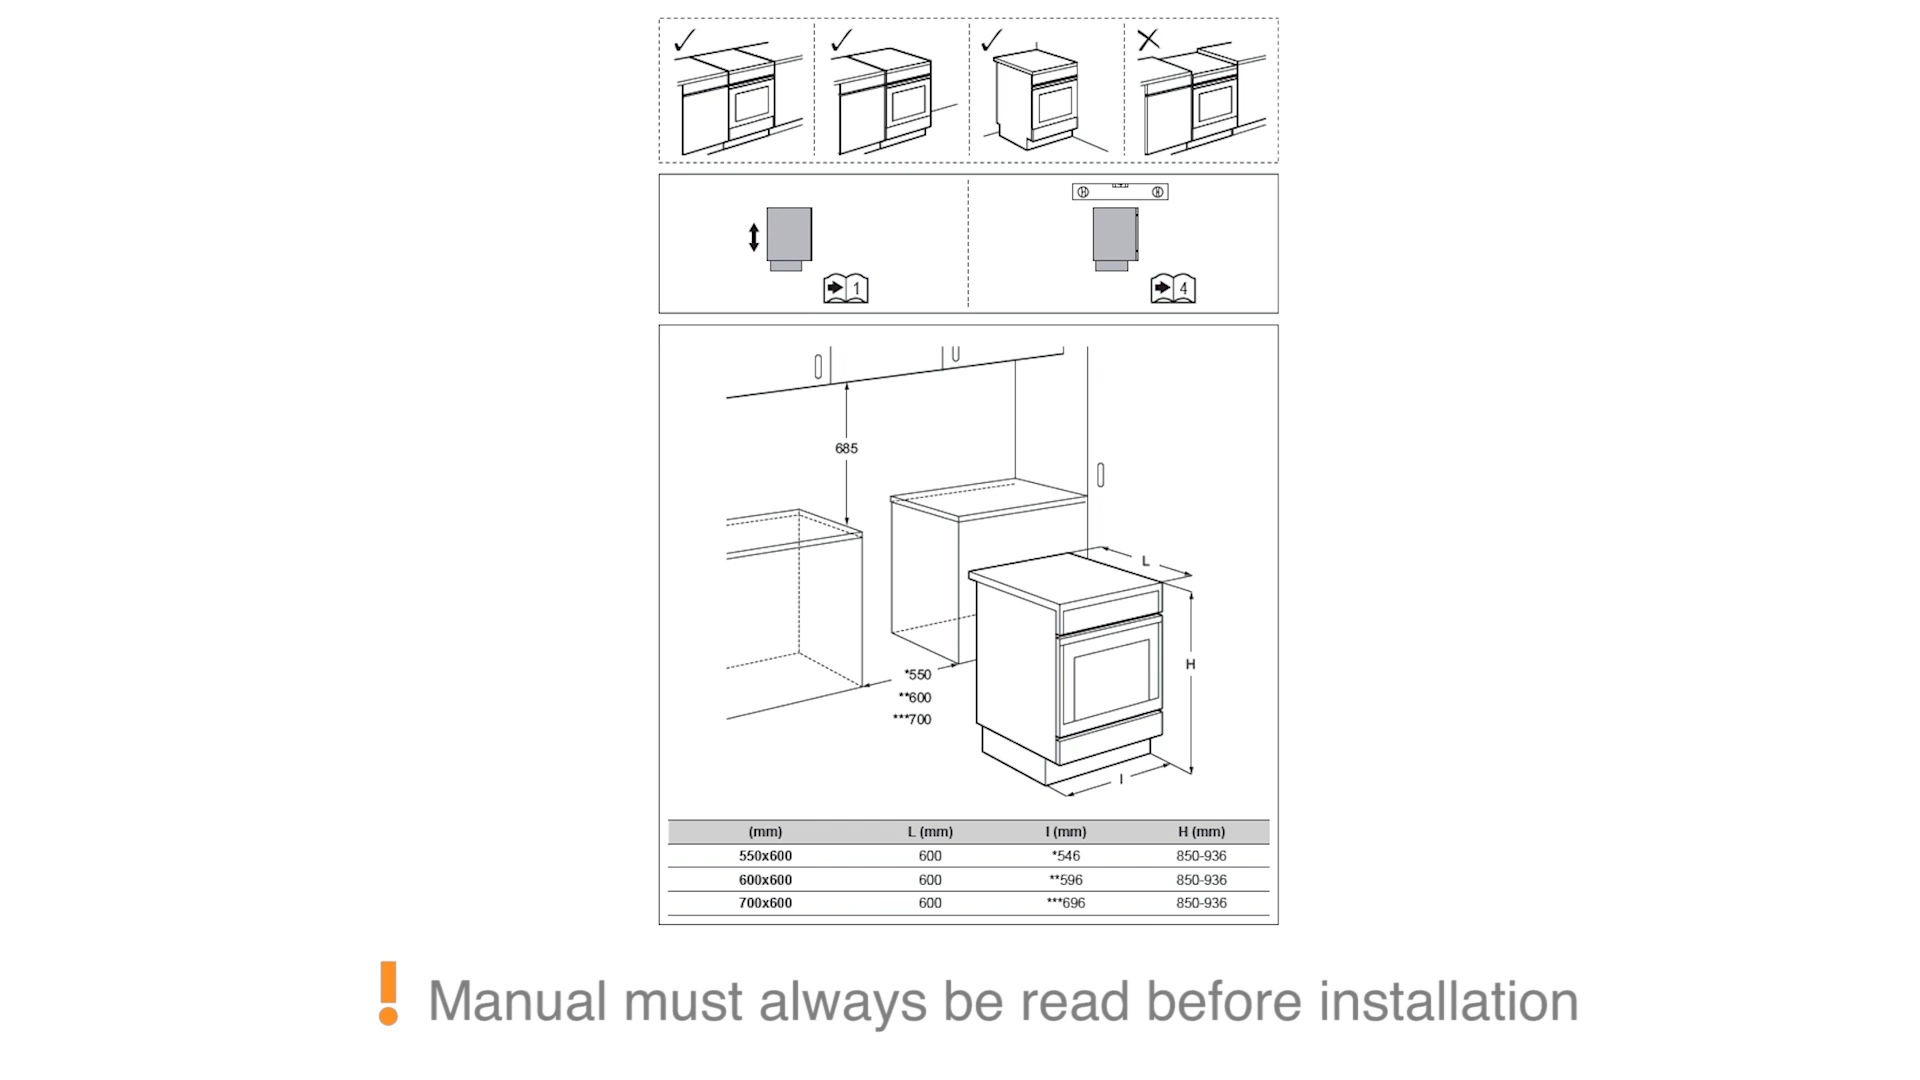 1
4
685
L
H
*550
**600
***700
I
(mm) L (mm) I (mm) H (mm)
550x600 600 *546 850-936
600x600 600 **596 850-936
700x600 600 ***696 850-936
! Manual must always be read before installation